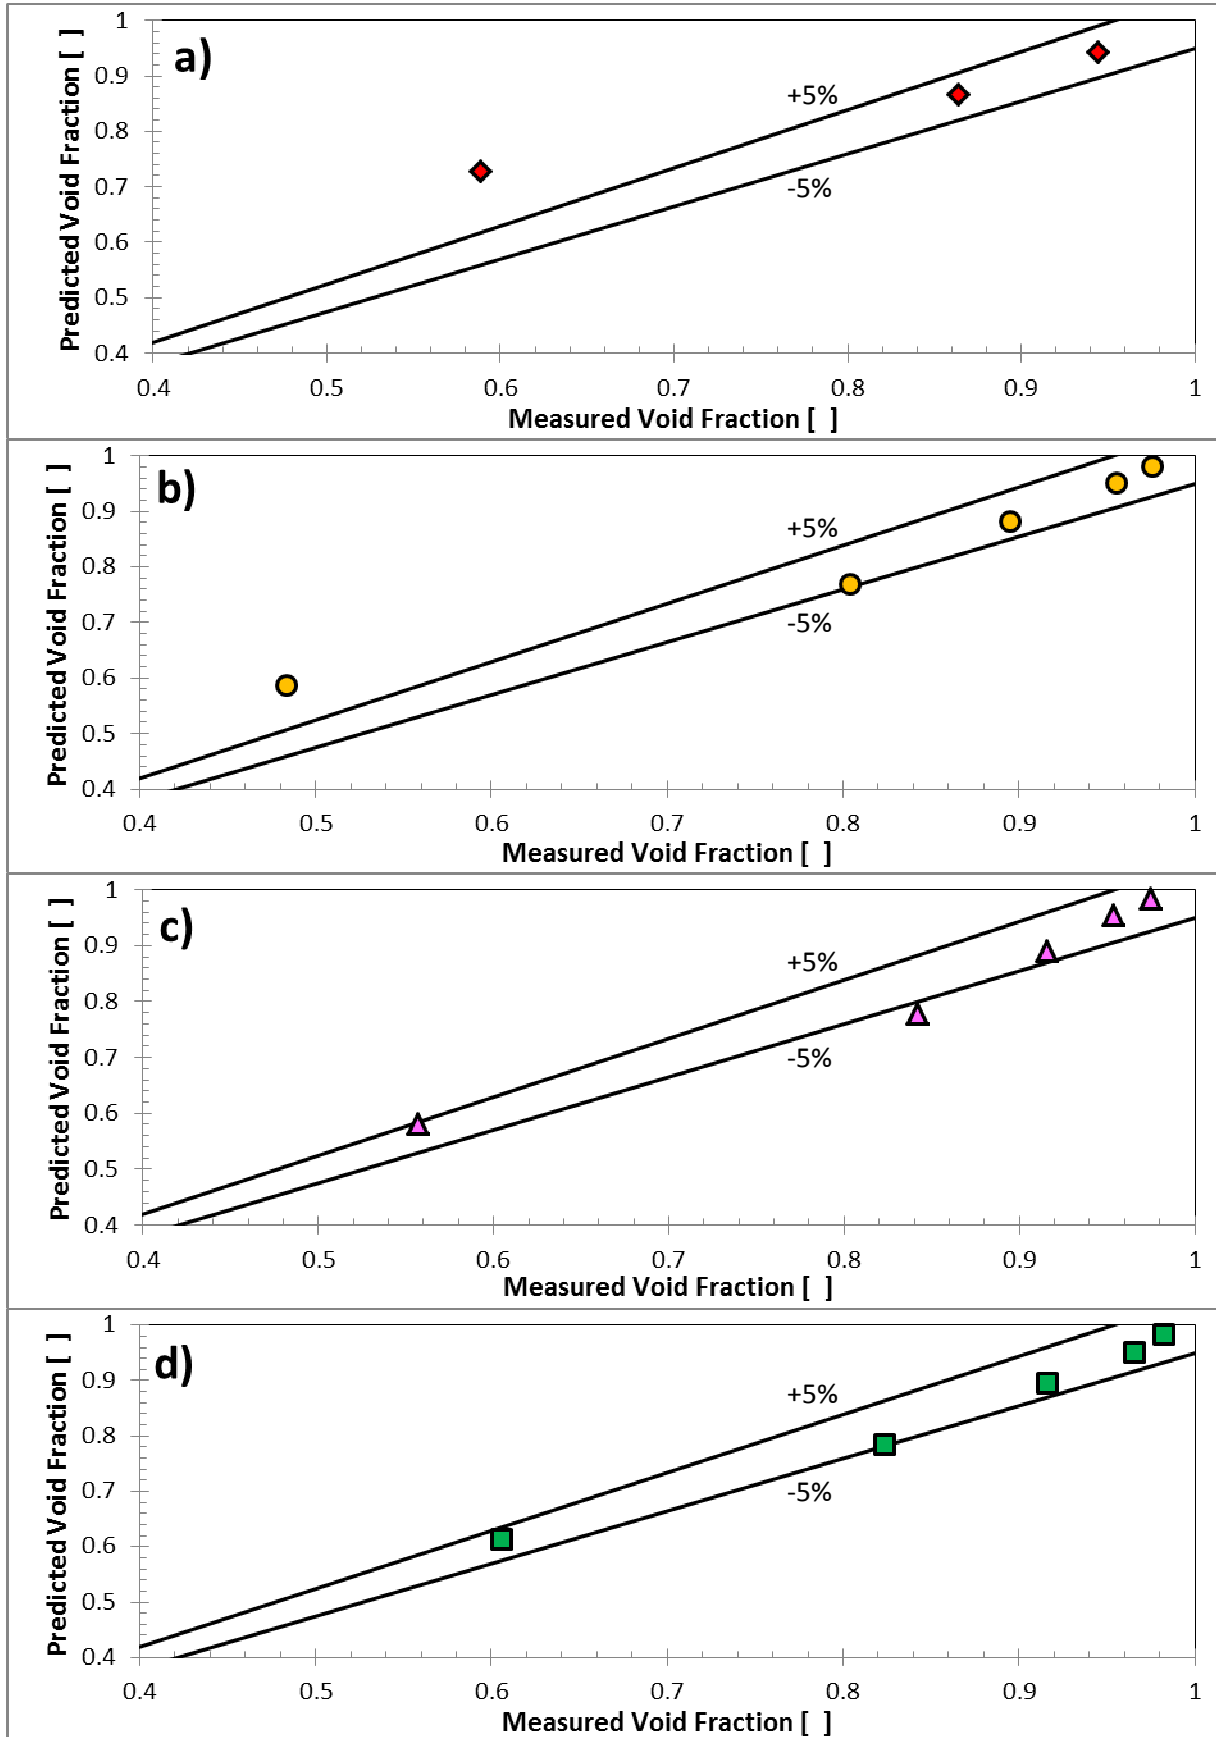 a)
Predicted Void Fraction [ ]
1
0.9
0.8
0.7
0.6
0.5
0.4
+5%
-5%
0.4 0.5 0.6 0.7 0.8 0.9 1
Measured Void Fraction [ ]
b)
Predicted Void Fraction [ ]
1
0.9
0.8
0.7
0.6
0.5
0.4
+5%
-5%
0.4 0.5 0.6 0.7 0.8 0.9 1
Measured Void Fraction [ ]
c)
Predicted Void Fraction [ ]
1
0.9
0.8
0.7
0.6
0.5
0.4
+5%
-5%
0.4 0.5 0.6 0.7 0.8 0.9 1
Measured Void Fraction [ ]
d)
Predicted Void Fraction [ ]
1
0.9
0.8
0.7
0.6
0.5
0.4
+5%
-5%
0.4 0.5 0.6 0.7 0.8 0.9 1
Measured Void Fraction [ ]